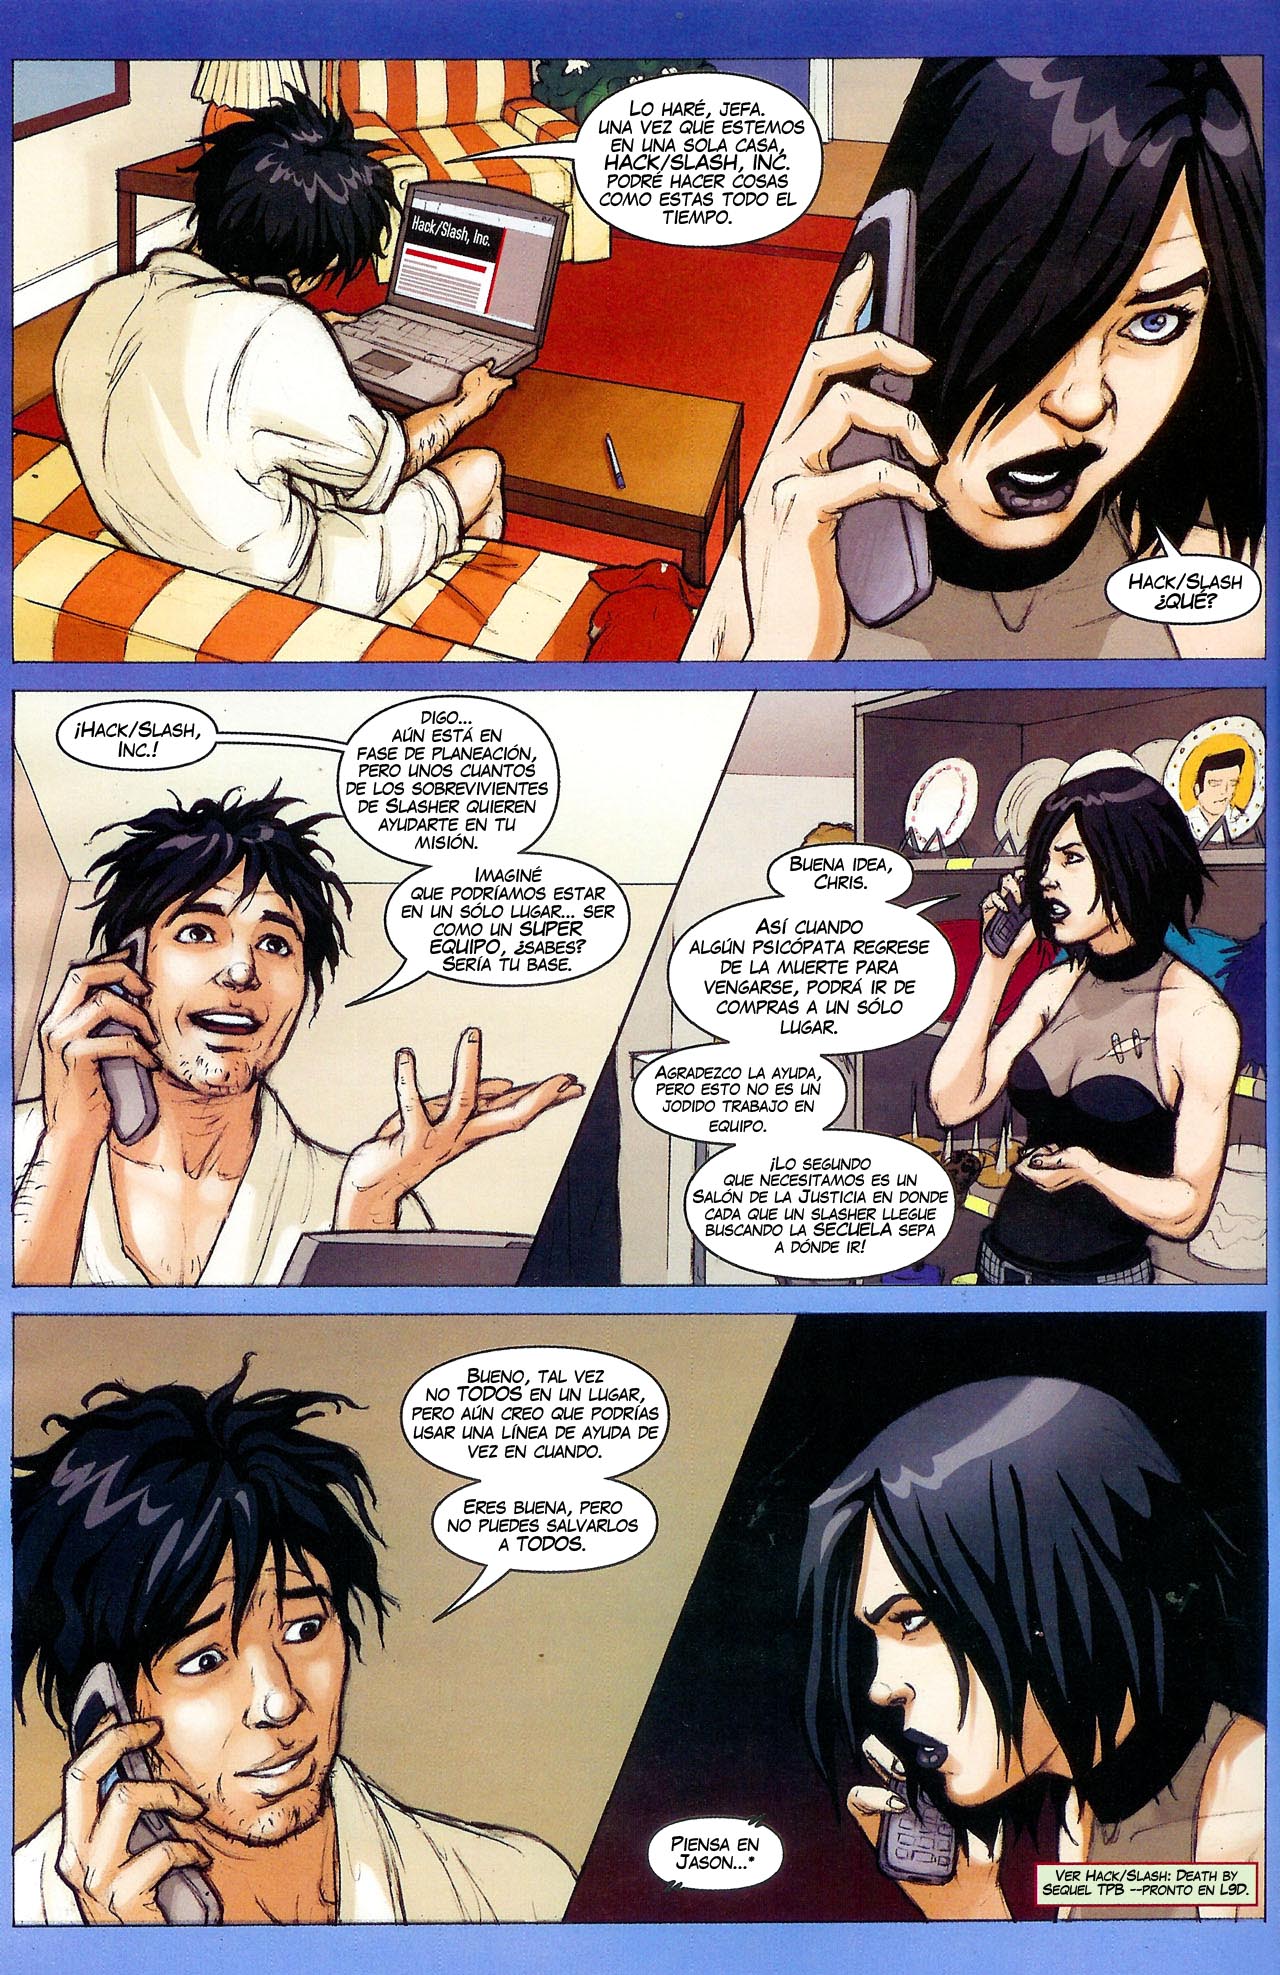 Lo haré, jefa.
una vez que estemos
en una sola casa,
HACK/SLASH, INC.
podré hacer cosas
como estas todo el
tiempo.
Hack/Slash, Inc.
Hack/Slash
¿QUÉ?
¡Hack/Slash,
Inc.!
digo...
aún está en
fase de planeación,
pero unos cuantos
de los sobrevivientes
de Slasher quieren
ayudarte en tu
misión.
Imaginé
que podríamos estar
en un sólo lugar... ser
como un SUPER
EQUIPO, ¿sabes?
Sería tu base.
Buena idea,
Chris.
Así cuando
algún psicópata regrese
de la muerte para
vengarse, podrá ir de
compras a un sólo
lugar.
Agradezco la ayuda,
pero esto no es un
jodido trabajo en
equipo.
¡Lo segundo
que necesitamos es un
Salón de la Justicia en donde
cada que un slasher llegue
buscando la SECUELA sepa
a dónde ir!
Bueno, tal vez
no TODOS en un lugar,
pero aún creo que podrías
usar una línea de ayuda de
vez en cuando.
Eres buena, pero
no puedes salvarlos
a TODOS.
Piensa en
Jason...*
Ver Hack/Slash: Death by
Sequel TPB --pronto en L9D.